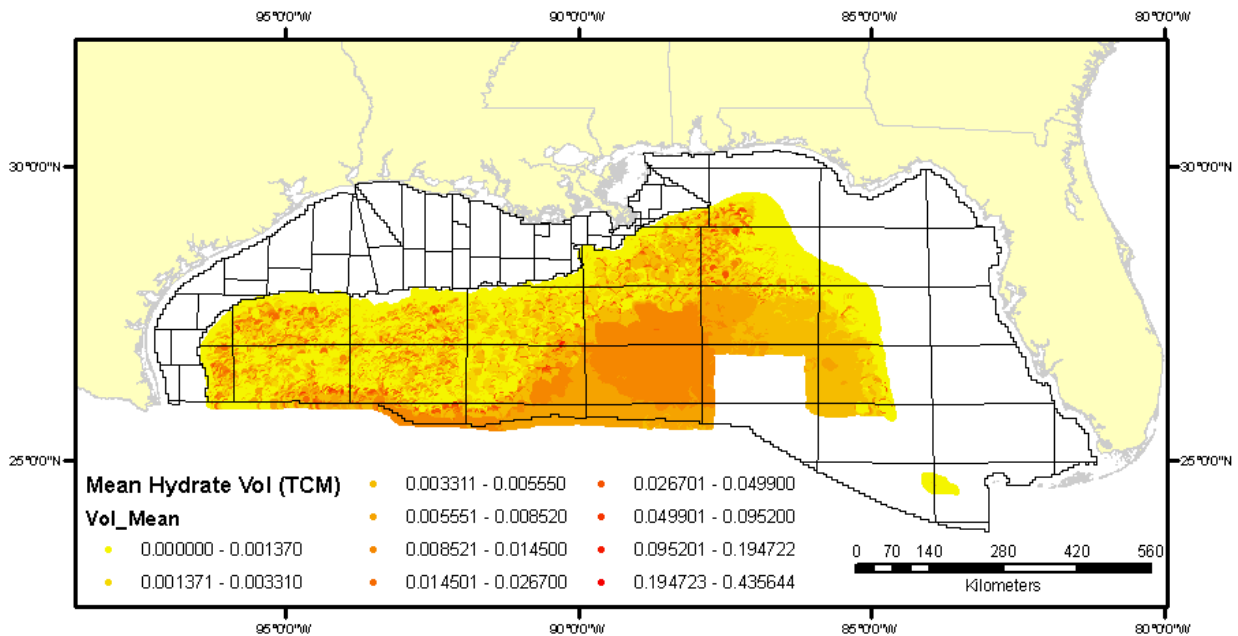 95°0'0"W 90°0'0"W 85°0'0"W 80°0'0"W
30°0'0"N 30°0'0"N
25°0'0"N 25°0'0"N
Mean Hydrate Vol (TCM)
Vol_Mean
0.000000 - 0.001370
0.001371 - 0.003310
0.003311 - 0.005550
0.005551 - 0.008520
0.008521 - 0.014500
0.014501 - 0.026700
0.026701 - 0.049900
0.049901 - 0.095200
0.095201 - 0.194722
0.194723 - 0.435644
0 70 140 280 420 560
Kilometers
95°0'0"W 90°0'0"W 85°0'0"W 80°0'0"W